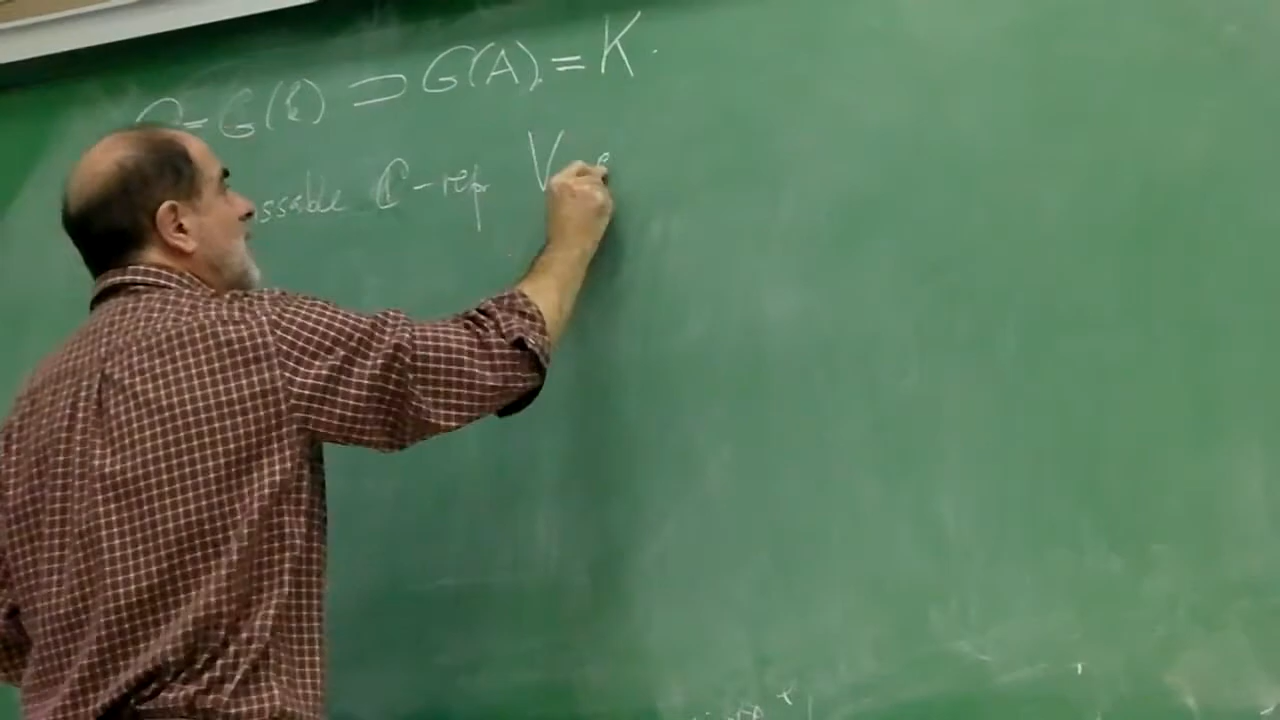 G = G(k) ⊃ G(A) = K.
ssable ℂ-rep V